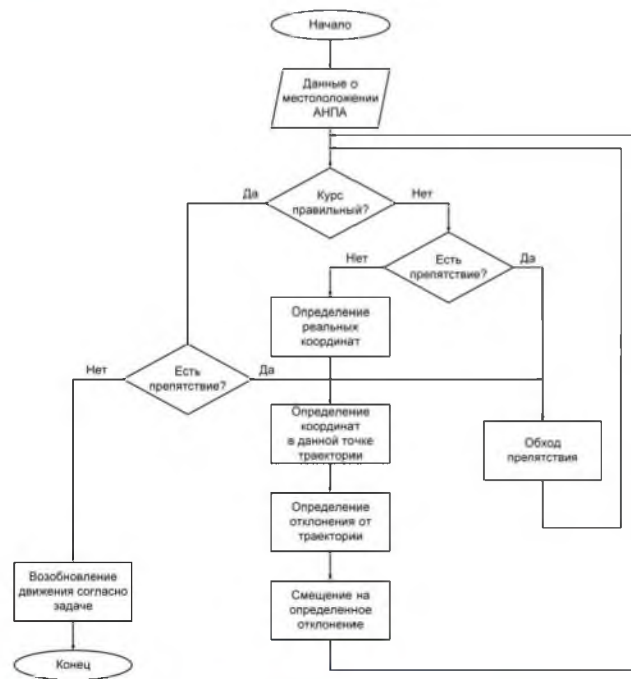 Начало
Данные о
местоположении
АНПА
Да
Курс
правильный?
Нет
Нет
Есть
препятствие?
Да
Определение
реальных
координат
Нет
Есть
препятствие?
Да
Определение
координат
в данной точке
траектории
Обход
препятствия
Определение
отклонения от
траектории
Возобновление
движения согласно
задаче
Смещение на
определенное
отклонение
Конец